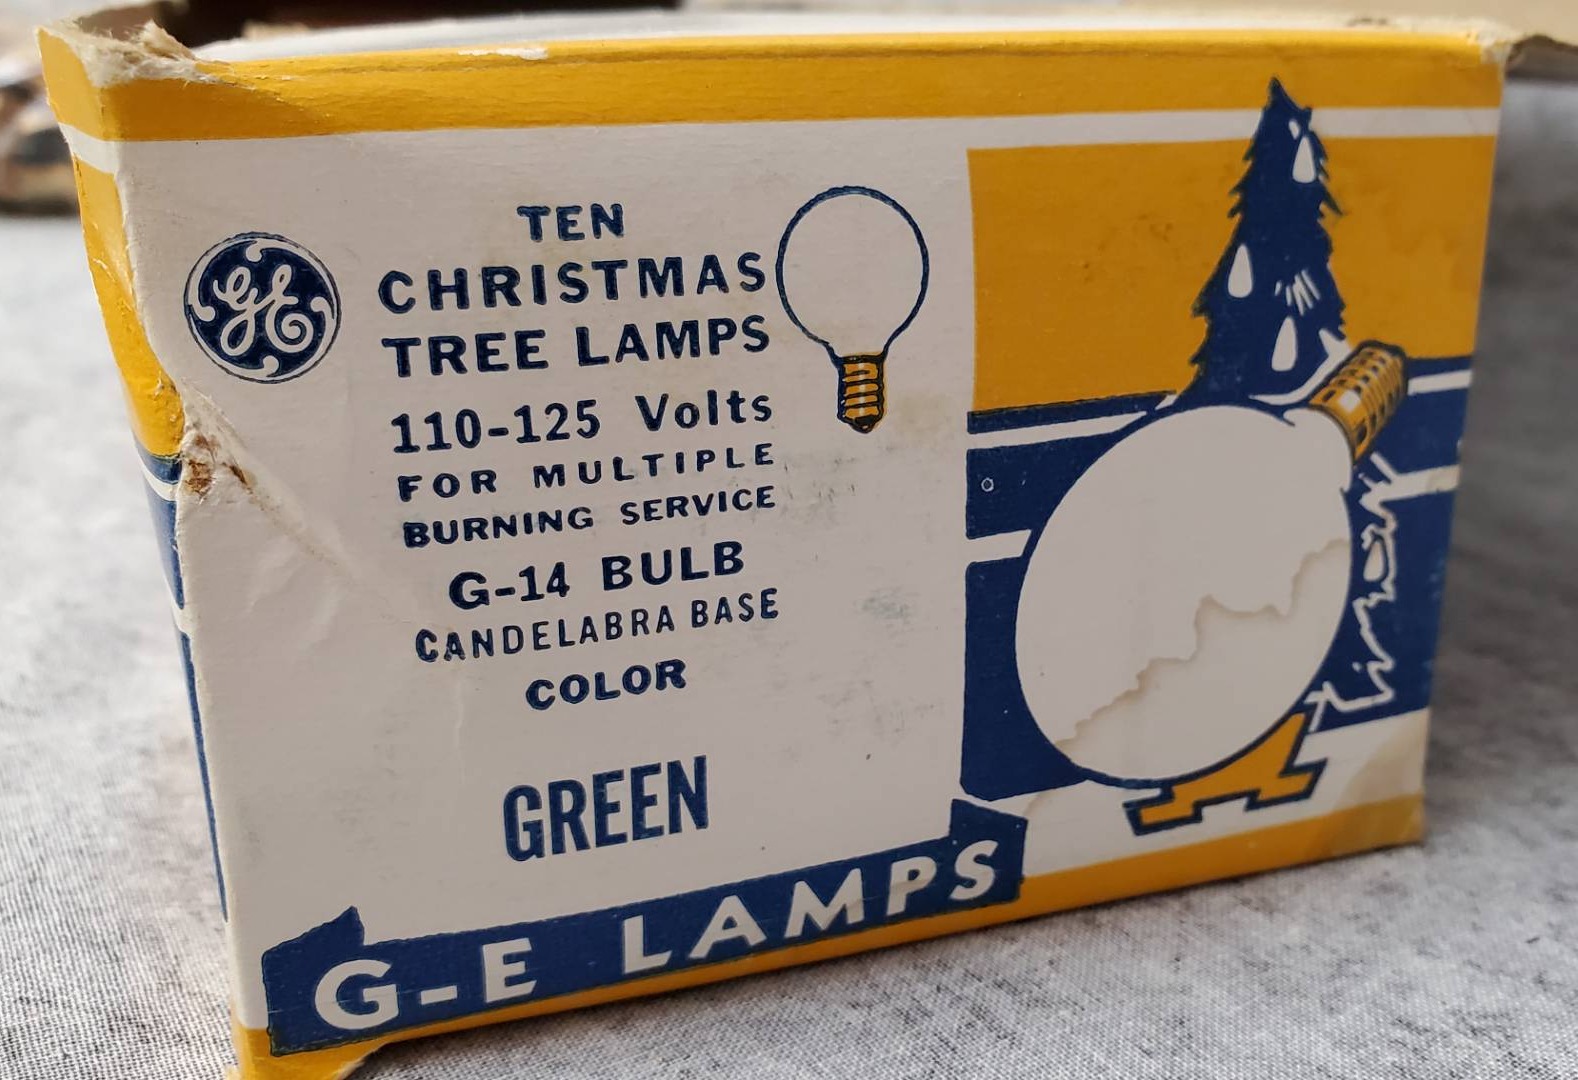 GE
TEN
CHRISTMAS
TREE LAMPS
110-125 Volts
FOR MULTIPLE
BURNING SERVICE
G-14 BULB
CANDELABRA BASE
COLOR
GREEN
G-E LAMPS